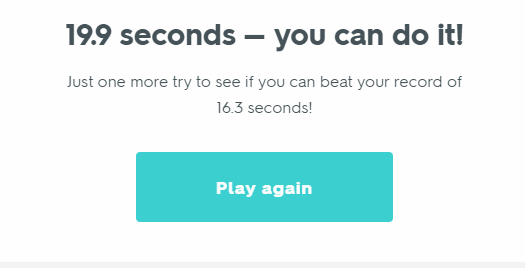 19.9 seconds — you can do it!
Just one more try to see if you can beat your record of
16.3 seconds!
Play again